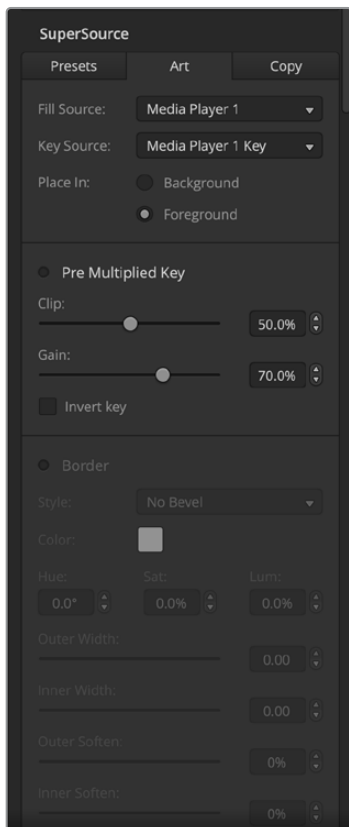 SuperSource
Presets Art Copy
Fill Source: Media Player 1
Key Source: Media Player 1 Key
Place In: Background
Foreground
Pre Multiplied Key
Clip:
50.0%
Gain:
70.0%
Invert key
Border
Style: No Bevel
Color:
Hue: Sat: Lum:
0.0° 0.0% 0.0%
Outer Width:
0.00
Inner Width:
0.00
Outer Soften:
0%
Inner Soften:
0%